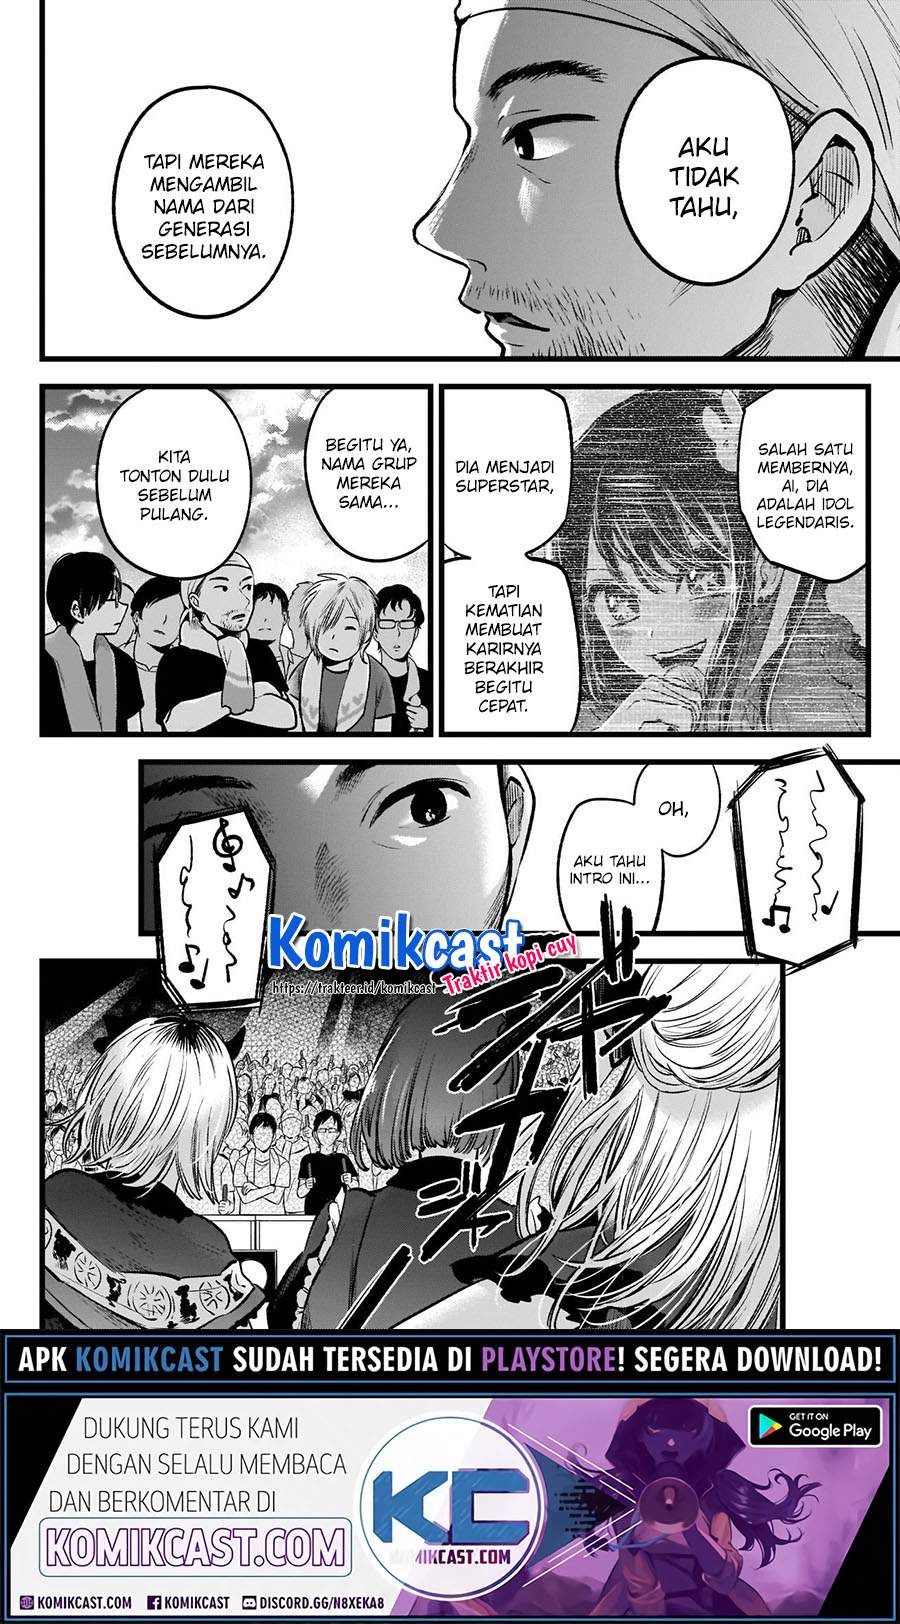 AKU
TIDAK
TAHU,
TAPI MEREKA
MENGAMBIL
NAMA DARI
GENERASI
SEBELUMNYA.
SALAH SATU
MEMBERNYA,
AI, DIA
ADALAH IDOL
LEGENDARIS.
DIA MENJADI
SUPERSTAR,
TAPI
KEMATIAN
MEMBUAT
KARIRNYA
BERAKHIR
BEGITU
CEPAT.
BEGITU YA,
NAMA GRUP
MEREKA
SAMA...
KITA
TONTON DULU
SEBELUM
PULANG.
OH,
AKU TAHU
INTRO INI...
Komikcast
Traktir kopi cuy
https://trakteer.id/komikcast
APK KOMIKCAST SUDAH TERSEDIA DI PLAYSTORE! SEGERA DOWNLOAD!
DUKUNG TERUS KAMI
DENGAN SELALU MEMBACA
DAN BERKOMENTAR DI
KOMIKCAST.COM
KOMIKCAST.COM
KOMIKCAST
DISCORD.GG/N8XEKA8
KC
KOMIKCAST.COM
GET IT ON
Google Play